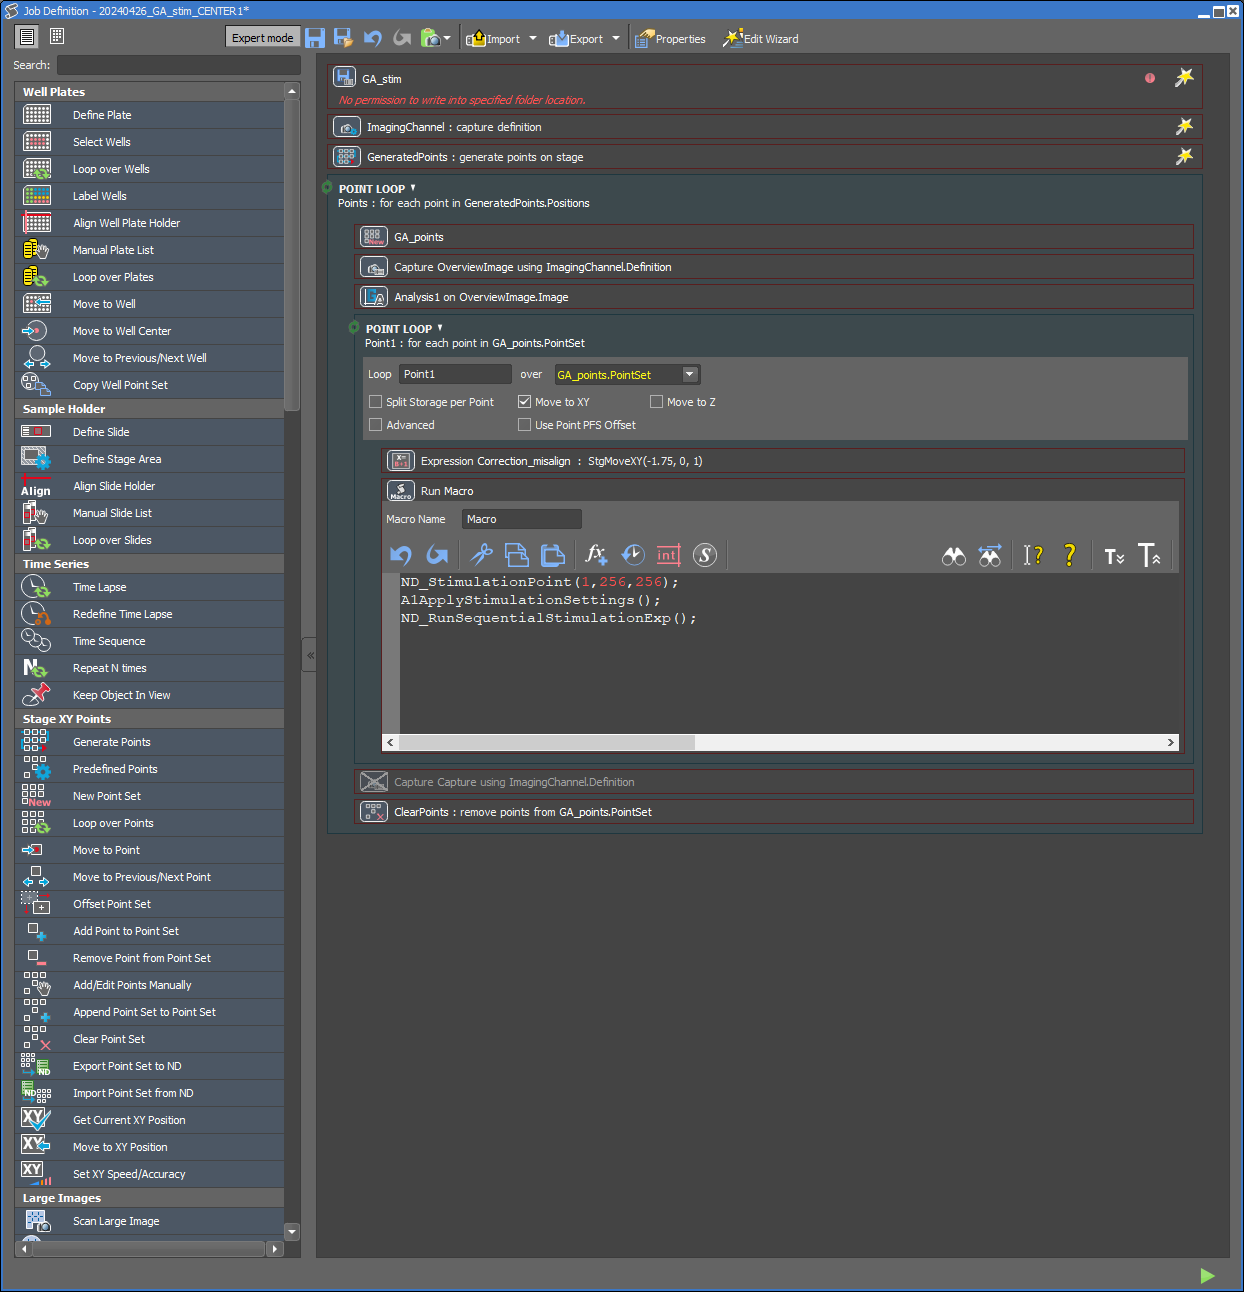 Job Definition - 20240426_GA_stim_CENTER1*
Expert mode
Import
Export
Properties
Edit Wizard
Search:
Well Plates
Define Plate
Select Wells
Loop over Wells
Label Wells
Align Well Plate Holder
Manual Plate List
Loop over Plates
Move to Well
Move to Well Center
Move to Previous/Next Well
Copy Well Point Set
Sample Holder
Define Slide
Define Stage Area
Align
Align Slide Holder
Manual Slide List
Loop over Slides
Time Series
Time Lapse
Redefine Time Lapse
Time Sequence
N
Repeat N times
Keep Object In View
Stage XY Points
Generate Points
Predefined Points
New
New Point Set
Loop over Points
Move to Point
Move to Previous/Next Point
Offset Point Set
Add Point to Point Set
Remove Point from Point Set
Add/Edit Points Manually
Append Point Set to Point Set
Clear Point Set
ND
Export Point Set to ND
ND
Import Point Set from ND
XY
Get Current XY Position
XY
Move to XY Position
XY
Set XY Speed/Accuracy
Large Images
Scan Large Image
«
GA_stim
No permission to write into specified folder location.
ImagingChannel : capture definition
GeneratedPoints : generate points on stage
POINT LOOP
Points : for each point in GeneratedPoints.Positions
New
GA_points
Capture OverviewImage using ImagingChannel.Definition
Analysis1 on OverviewImage.Image
POINT LOOP
Point1 : for each point in GA_points.PointSet
Loop Point1 over GA_points.PointSet
Split Storage per Point Move to XY Move to Z
Advanced Use Point PFS Offset
Expression Correction_misalign : StgMoveXY(-1.75, 0, 1)
Macro
Run Macro
Macro Name Macro
fx int S I? ? T T
ND_StimulationPoint(1,256,256);
A1ApplyStimulationSettings();
ND_RunSequentialStimulationExp();
Capture Capture using ImagingChannel.Definition
ClearPoints : remove points from GA_points.PointSet